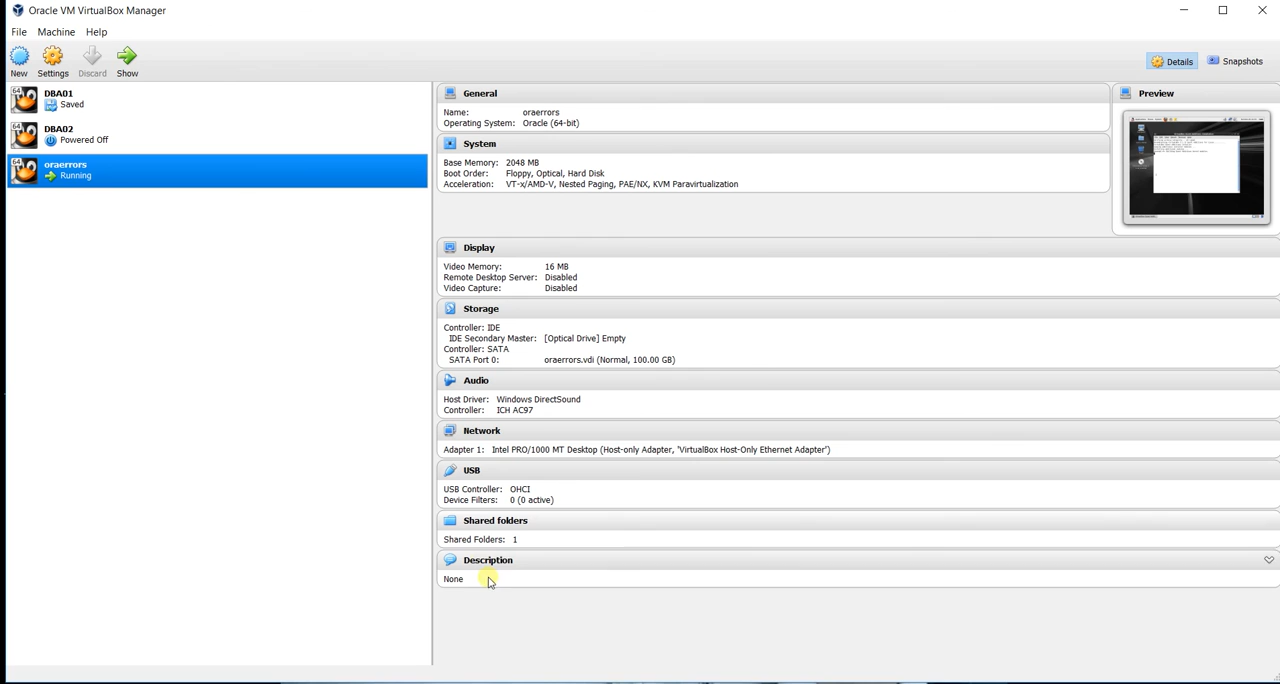 Oracle VM VirtualBox Manager
File Machine Help
New Settings Discard Show
Details Snapshots
64 DBA01
Saved
64 DBA02
Powered Off
64 oraerrors
Running
General
Name: oraerrors
Operating System: Oracle (64-bit)
System
Base Memory: 2048 MB
Boot Order: Floppy, Optical, Hard Disk
Acceleration: VT-x/AMD-V, Nested Paging, PAE/NX, KVM Paravirtualization
Preview
Display
Video Memory: 16 MB
Remote Desktop Server: Disabled
Video Capture: Disabled
Storage
Controller: IDE
IDE Secondary Master: [Optical Drive] Empty
Controller: SATA
SATA Port 0: oraerrors.vdi (Normal, 100.00 GB)
Audio
Host Driver: Windows DirectSound
Controller: ICH AC97
Network
Adapter 1: Intel PRO/1000 MT Desktop (Host-only Adapter, 'VirtualBox Host-Only Ethernet Adapter')
USB
USB Controller: OHCI
Device Filters: 0 (0 active)
Shared folders
Shared Folders: 1
Description
None